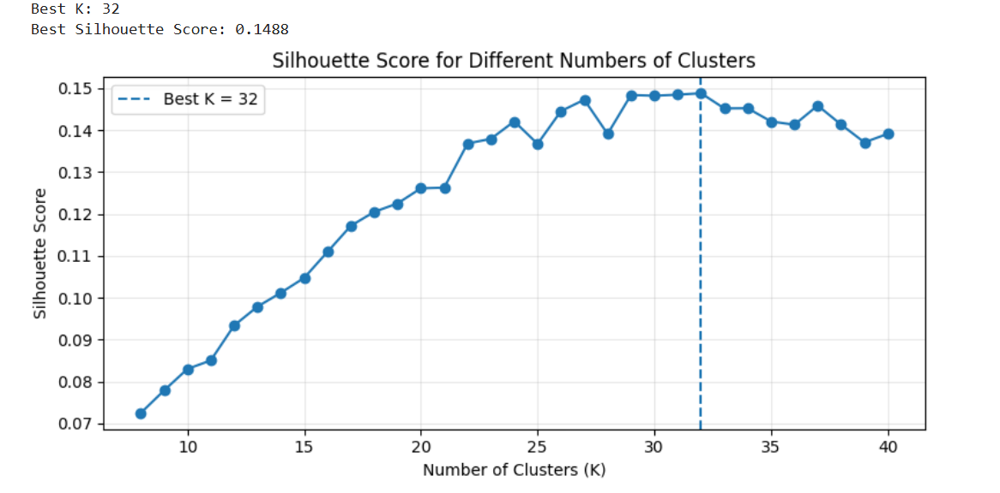 Best K: 32
Best Silhouette Score: 0.1488
Silhouette Score for Different Numbers of Clusters
Best K = 32
0.15
0.14
0.13
0.12
0.11
0.10
0.09
0.08
0.07
Silhouette Score
10 15 20 25 30 35 40
Number of Clusters (K)